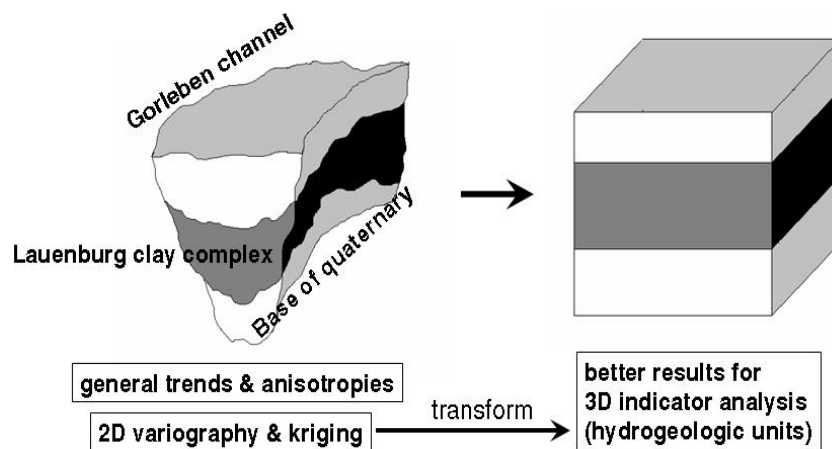 Gorleben channel
Lauenburg clay complex
Base of quaternary
general trends & anisotropies
2D variography & kriging
transform
better results for
3D indicator analysis
(hydrogeologic units)